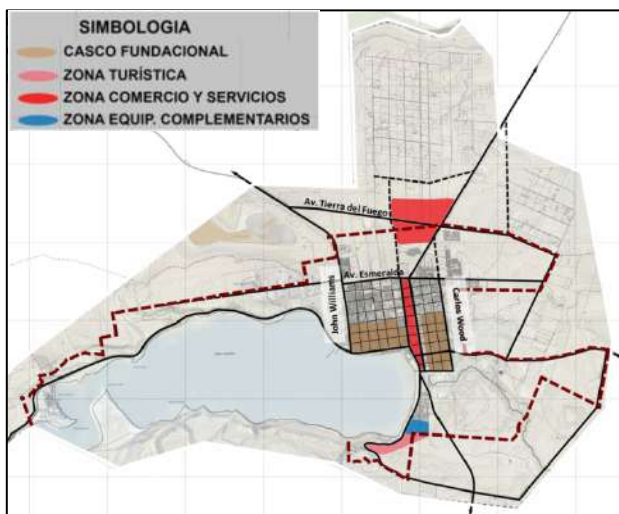 SIMBOLOGIA
CASCO FUNDACIONAL
ZONA TURÍSTICA
ZONA COMERCIO Y SERVICIOS
ZONA EQUIP. COMPLEMENTARIOS
Av. Tierra del Fuego
Av. Esmeralda
John Williams
Carlos Wood